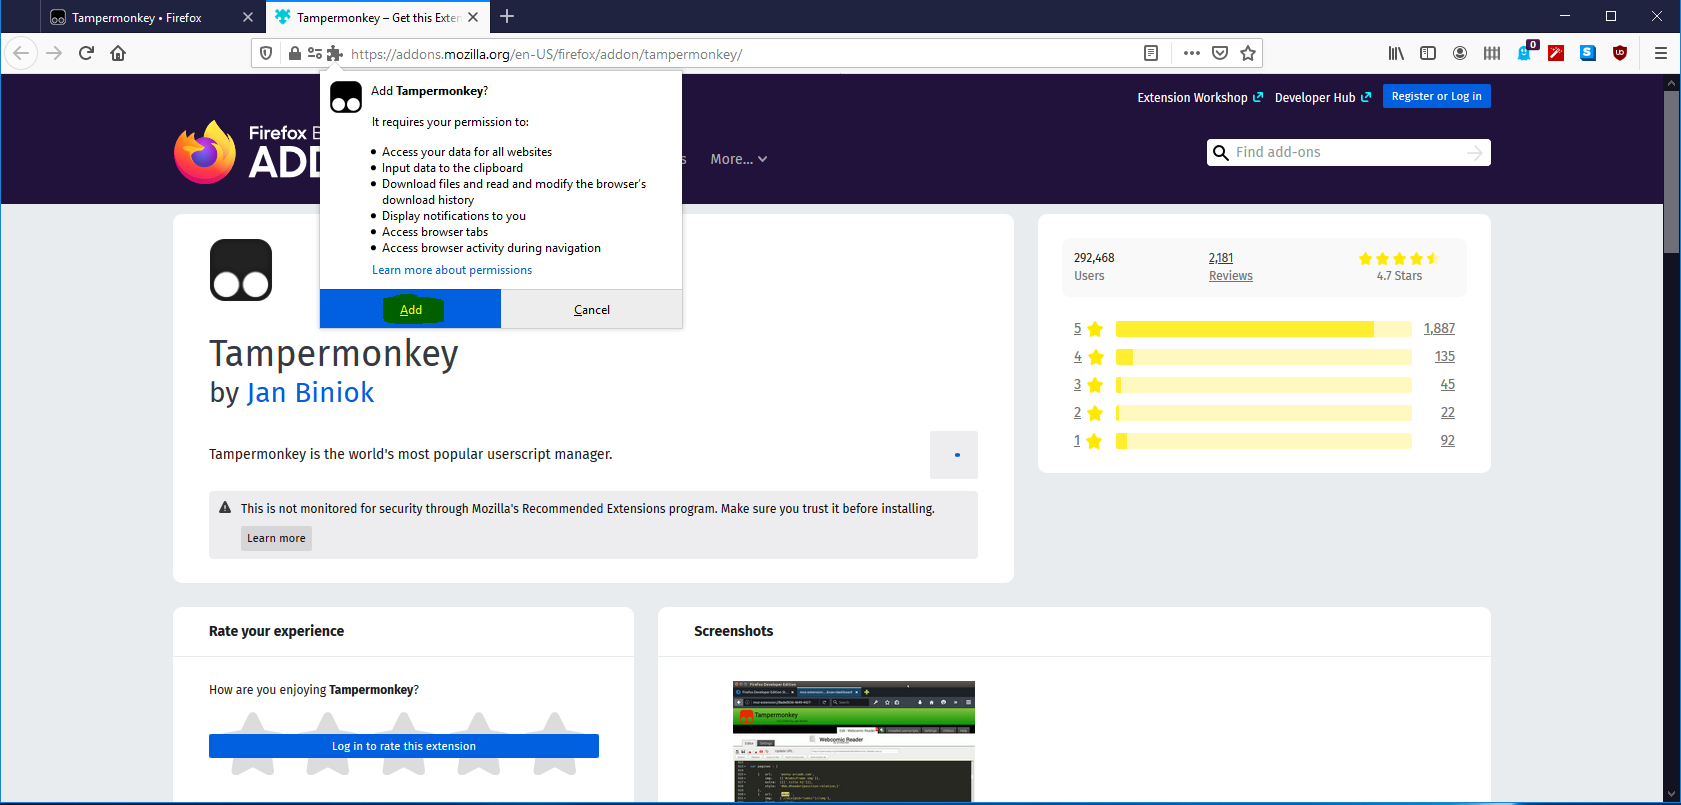 Tampermonkey • Firefox
Tampermonkey – Get this Exten
https://addons.mozilla.org/en-US/firefox/addon/tampermonkey/
0
Add Tampermonkey?
It requires your permission to:
Access your data for all websites
Input data to the clipboard
Download files and read and modify the browser's
download history
Display notifications to you
Access browser tabs
Access browser activity during navigation
Learn more about permissions
Add
Cancel
Extension Workshop
Developer Hub
Register or Log in
Firefox B
ADD
s
More...
Find add-ons
Tampermonkey
by Jan Biniok
Tampermonkey is the world's most popular userscript manager.
This is not monitored for security through Mozilla's Recommended Extensions program. Make sure you trust it before installing.
Learn more
292,468
Users
2,181
Reviews
4.7 Stars
5 1,887
4 135
3 45
2 22
1 92
Rate your experience
How are you enjoying Tampermonkey?
Log in to rate this extension
Screenshots
Firefox Developer Edition
Tampermonkey
Webcomic Reader
Editor
Settings